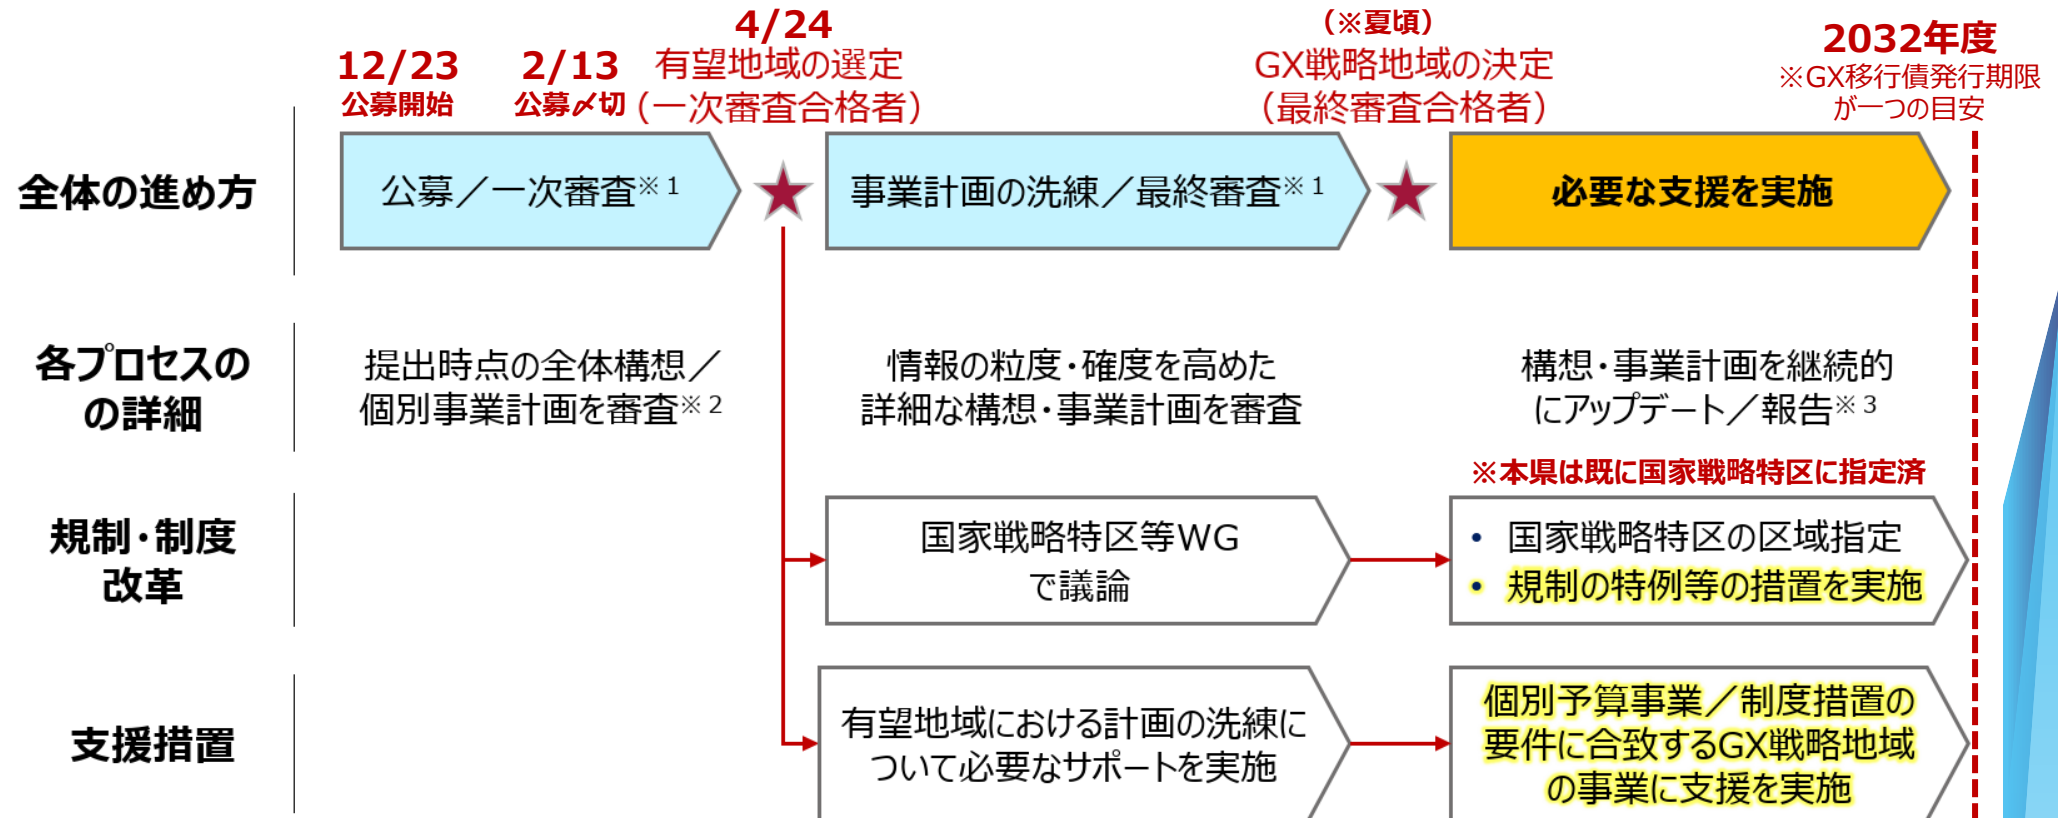 12/23
公募開始
2/13
公募〆切
4/24
有望地域の選定
(一次審査合格者)
（※夏頃）
GX戦略地域の決定
(最終審査合格者)
2032年度
※GX移行債発行期限
が一つの目安
全体の進め方
公募／一次審査※1
事業計画の洗練／最終審査※1
必要な支援を実施
各プロセスの
の詳細
提出時点の全体構想／
個別事業計画を審査※2
情報の粒度・確度を高めた
詳細な構想・事業計画を審査
構想・事業計画を継続的
にアップデート／報告※3
※本県は既に国家戦略特区に指定済
規制・制度
改革
国家戦略特区等WG
で議論
• 国家戦略特区の区域指定
• 規制の特例等の措置を実施
支援措置
有望地域における計画の洗練に
ついて必要なサポートを実施
個別予算事業／制度措置の
要件に合致するGX戦略地域
の事業に支援を実施